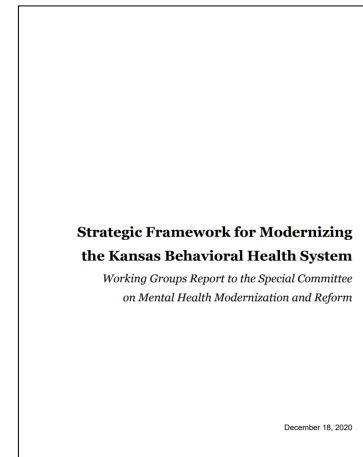 Strategic Framework for Modernizing
the Kansas Behavioral Health System
Working Groups Report to the Special Committee
on Mental Health Modernization and Reform
December 18, 2020